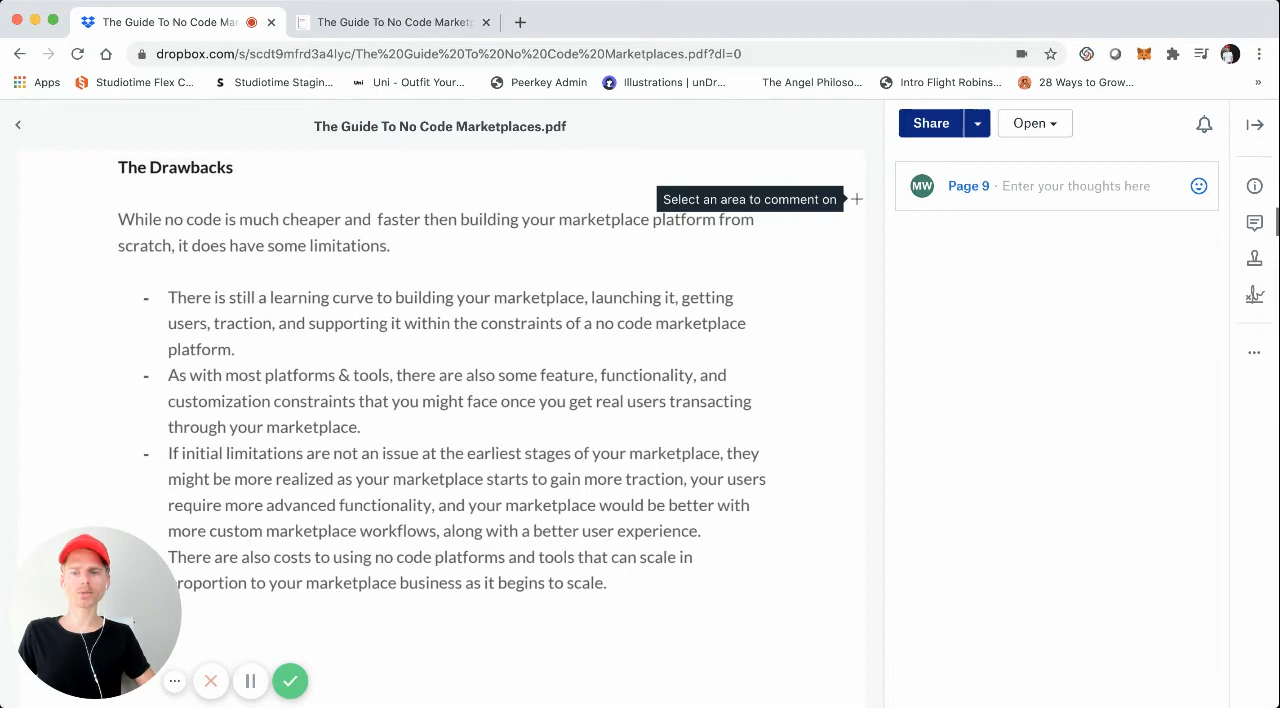 The Guide To No Code Mar
The Guide To No Code Market
dropbox.com/s/scdt9mfrd3a4lyc/The%20Guide%20To%20No%20Code%20Marketplaces.pdf?dl=0
Apps
Studiotime Flex C...
Studiotime Stagin...
Uni - Outfit Your...
Peerkey Admin
Illustrations | unDr...
The Angel Philoso...
Intro Flight Robins...
28 Ways to Grow...
»
The Guide To No Code Marketplaces.pdf
Share
Open
The Drawbacks
Select an area to comment on
MW
Page 9 · Enter your thoughts here
While no code is much cheaper and faster then building your marketplace platform from
scratch, it does have some limitations.
- There is still a learning curve to building your marketplace, launching it, getting
users, traction, and supporting it within the constraints of a no code marketplace
platform.
- As with most platforms & tools, there are also some feature, functionality, and
customization constraints that you might face once you get real users transacting
through your marketplace.
- If initial limitations are not an issue at the earliest stages of your marketplace, they
might be more realized as your marketplace starts to gain more traction, your users
require more advanced functionality, and your marketplace would be better with
more custom marketplace workflows, along with a better user experience.
There are also costs to using no code platforms and tools that can scale in
proportion to your marketplace business as it begins to scale.